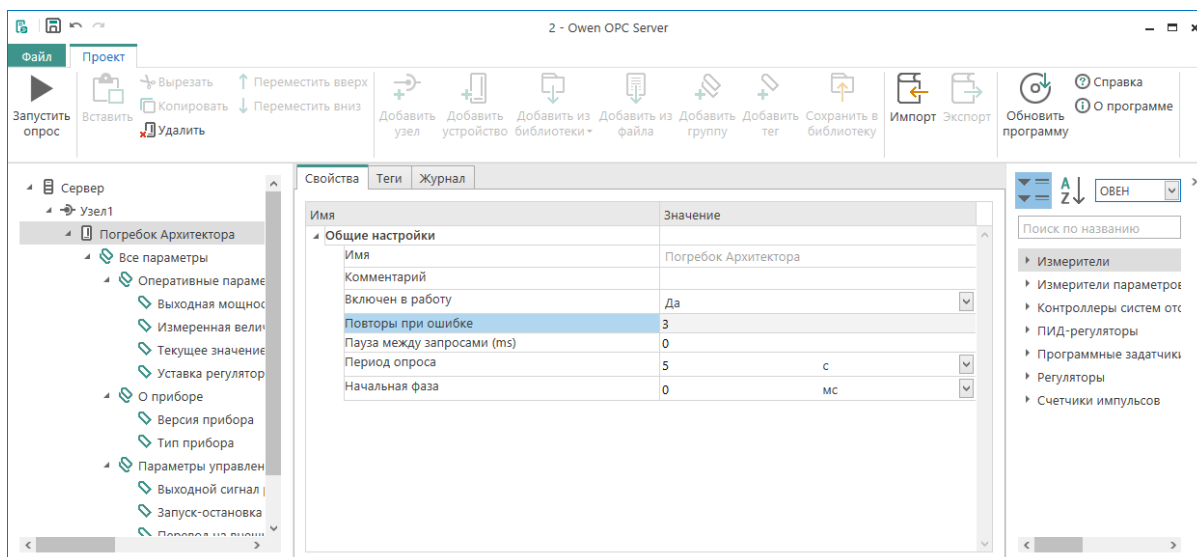 2 - Owen OPC Server
Файл
Проект
Запустить опрос
Вставить
Вырезать
Копировать
Удалить
Переместить вверх
Переместить вниз
Добавить узел
Добавить устройство
Добавить из библиотеки
Добавить из файла
Добавить группу
Добавить тег
Сохранить в библиотеку
Импорт
Экспорт
Обновить программу
Справка
О программе
Сервер
Узел1
Погребок Архитектора
Все параметры
Оперативные параме
Выходная мощнос
Измеренная вели
Текущее значение
Уставка регулятор
О приборе
Версия прибора
Тип прибора
Параметры управлен
Выходной сигнал
Запуск-остановка
Свойства Теги Журнал
Имя Значение
Общие настройки
Имя Погребок Архитектора
Комментарий
Включен в работу Да
Повторы при ошибке 3
Пауза между запросами (ms) 0
Период опроса 5 с
Начальная фаза 0 мс
A
Z
ОВЕН
Поиск по названию
Измерители
Измерители параметров
Контроллеры систем ото
ПИД-регуляторы
Программные задатчики
Регуляторы
Счетчики импульсов